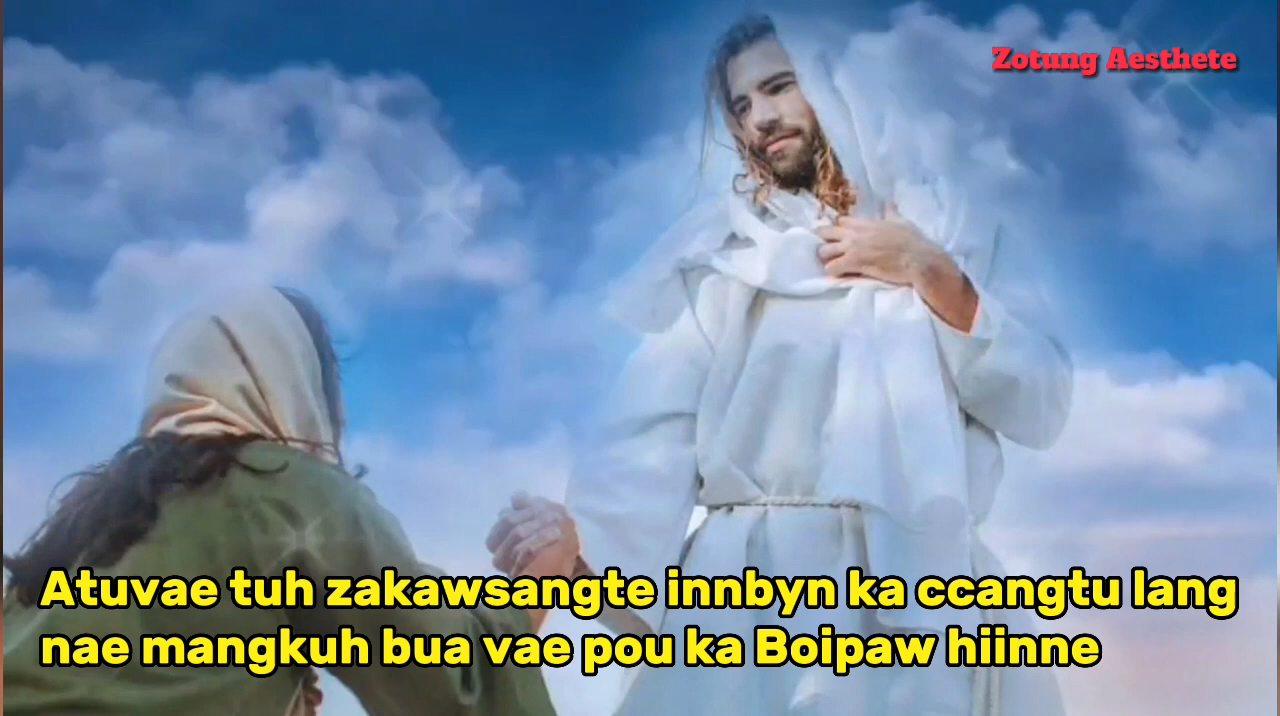 Zotung Aesthete
Atuvae tuh zakawsangte innbyn ka ccangtu lang
nae mangkuh bua vae pou ka Boipaw hiinne